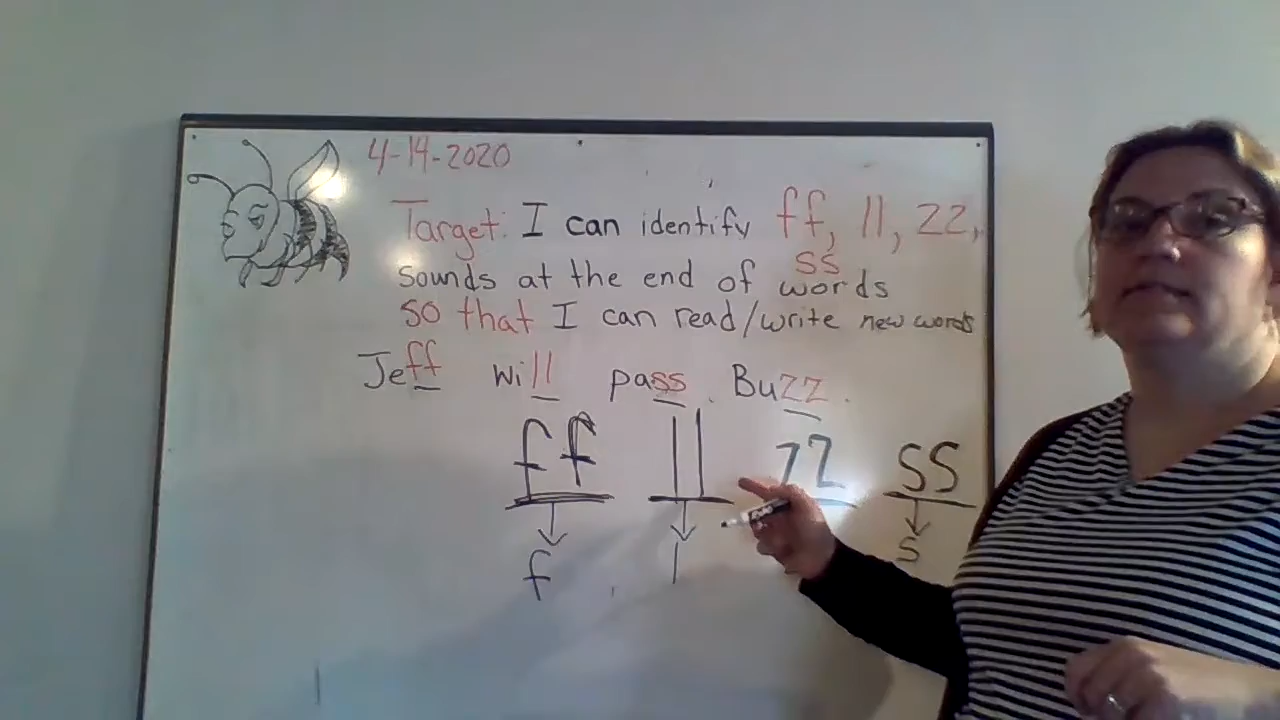 4-14-2020
Target: I can identify ff, ll, zz,
ss
sounds at the end of words
so that I can read/write new words
Jeff will pass Buzz.
ff ll zz ss
f l s